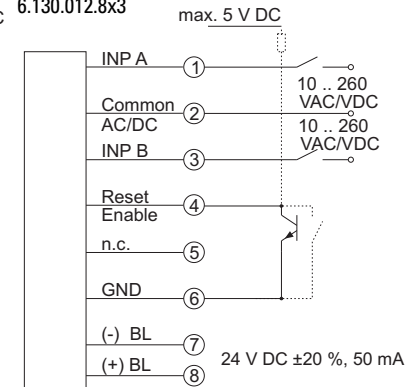 C 6.130.012.8x3
max. 5 V DC
INP A
1
10 .. 260
VAC/VDC
Common
AC/DC
2
10 .. 260
VAC/VDC
INP B
3
Reset
Enable
4
n.c.
5
GND
6
(-) BL
7
24 V DC ±20 %, 50 mA
(+) BL
8